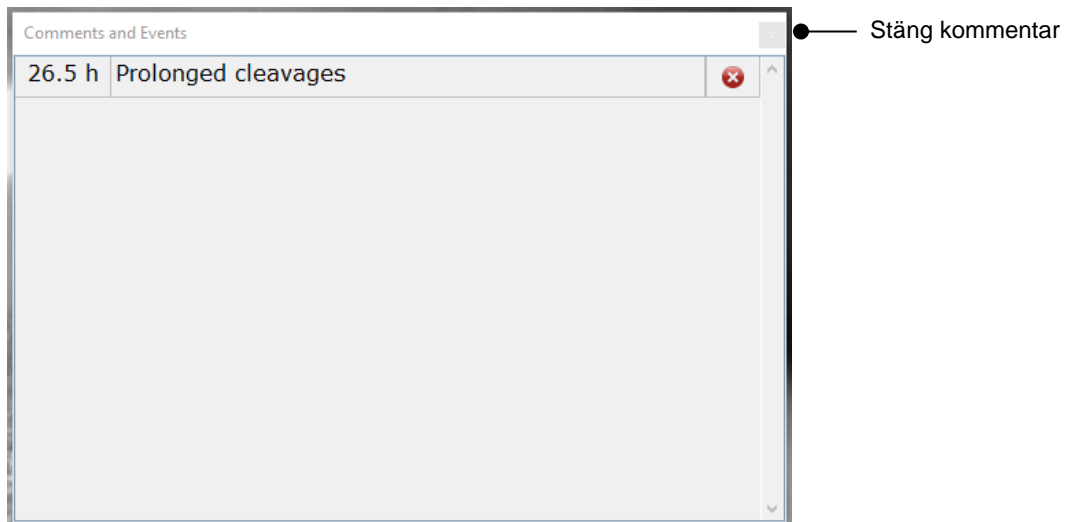 Comments and Events
Stäng kommentar
26.5 h Prolonged cleavages